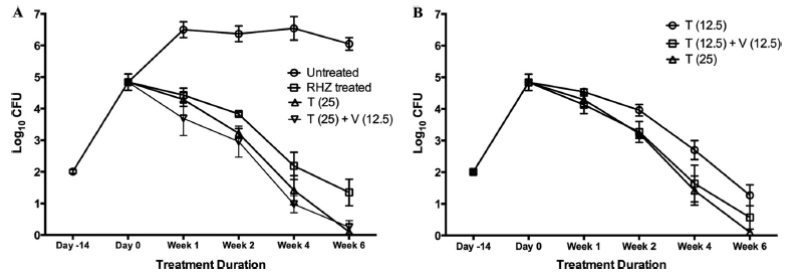 A
B
7
6
5
4
3
2
1
0
Log10 CFU
Untreated
RHZ treated
T (25)
T (25) + V (12.5)
Day -14 Day 0 Week 1 Week 2 Week 4 Week 6
Treatment Duration
7
6
5
4
3
2
1
0
Log10 CFU
T (12.5)
T (12.5) + V (12.5)
T (25)
Day -14 Day 0 Week 1 Week 2 Week 4 Week 6
Treatment Duration